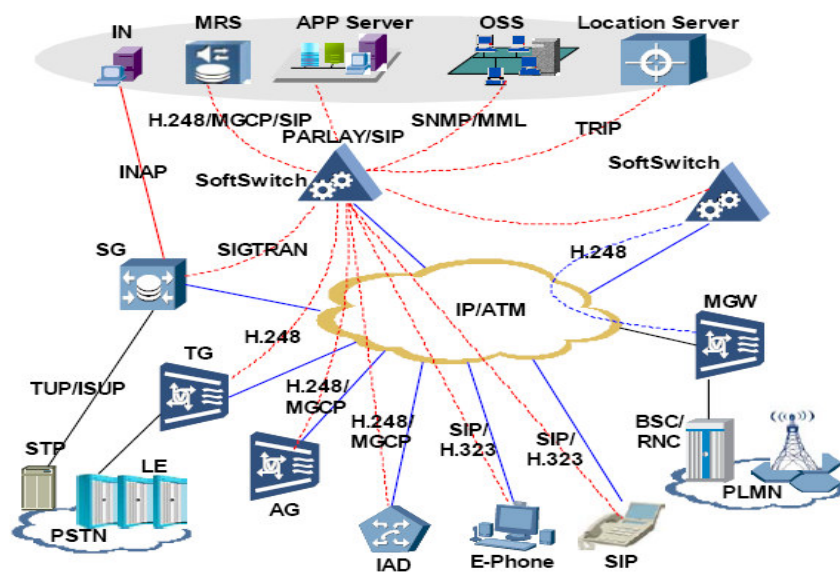 IN
MRS
APP Server
OSS
Location Server
H.248/MGCP/SIP
PARLAY/SIP
SNMP/MML
TRIP
INAP
SoftSwitch
SoftSwitch
SG
SIGTRAN
H.248
IP/ATM
MGW
TG
H.248
TUP/ISUP
H.248/
MGCP
H.248/
MGCP
SIP/
H.323
SIP/
H.323
BSC/
RNC
STP
LE
PSTN
AG
IAD
E-Phone
SIP
PLMN